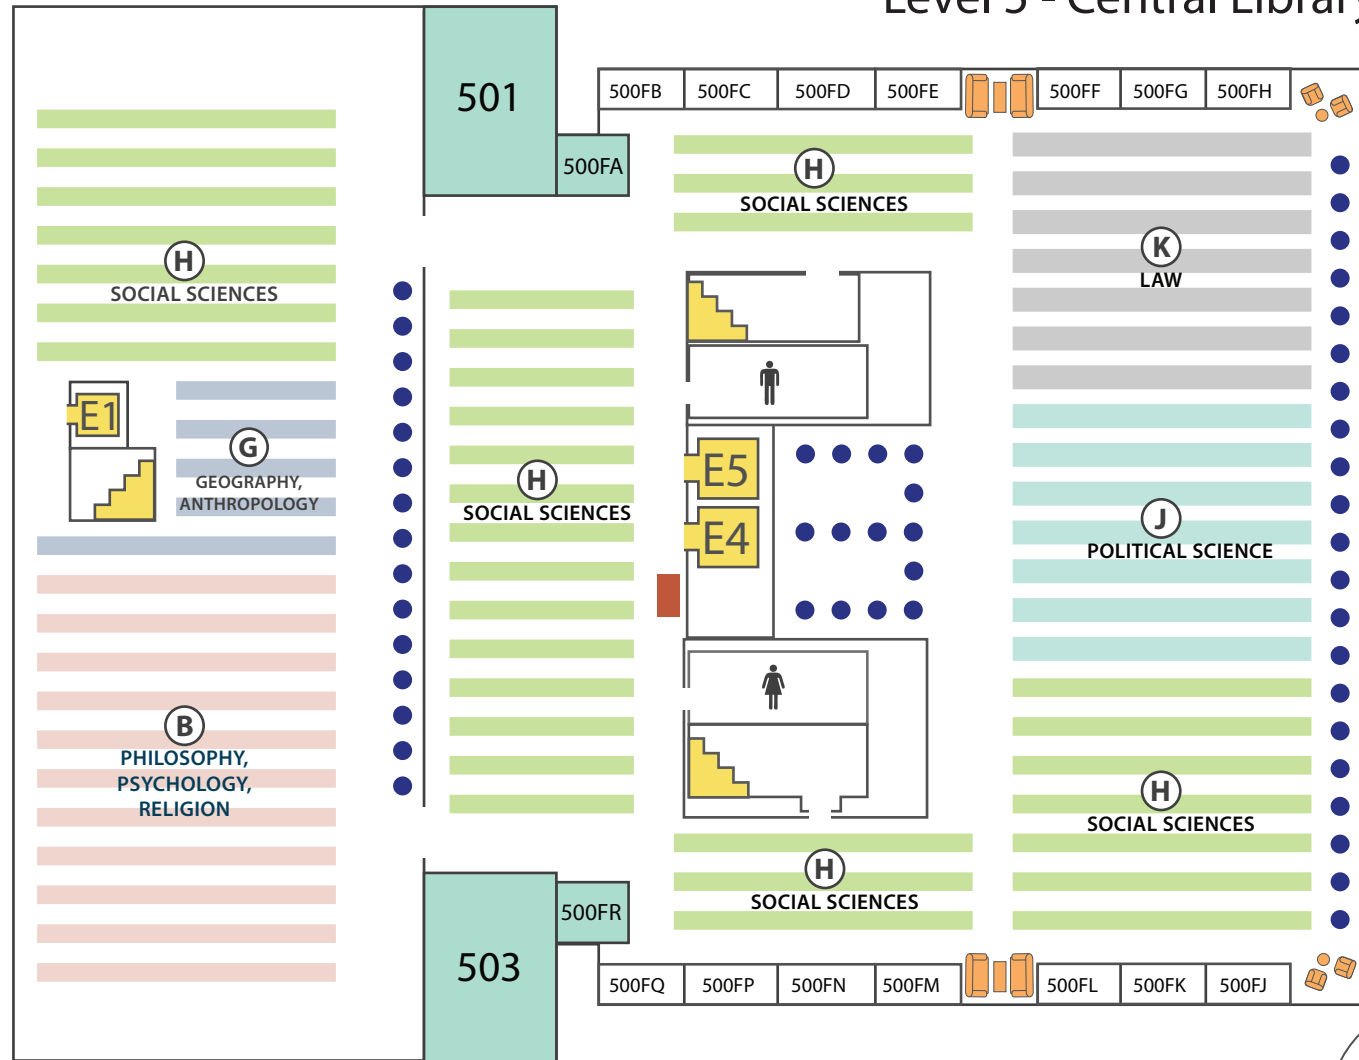 Level 5 - Central Library
501
500FA
500FB
500FC
500FD
500FE
500FF
500FG
500FH
H
SOCIAL SCIENCES
H
SOCIAL SCIENCES
K
LAW
E1
G
GEOGRAPHY,
ANTHROPOLOGY
H
SOCIAL SCIENCES
E5
E4
J
POLITICAL SCIENCE
B
PHILOSOPHY,
PSYCHOLOGY,
RELIGION
H
SOCIAL SCIENCES
H
SOCIAL SCIENCES
503
500FR
500FQ
500FP
500FN
500FM
500FL
500FK
500FJ